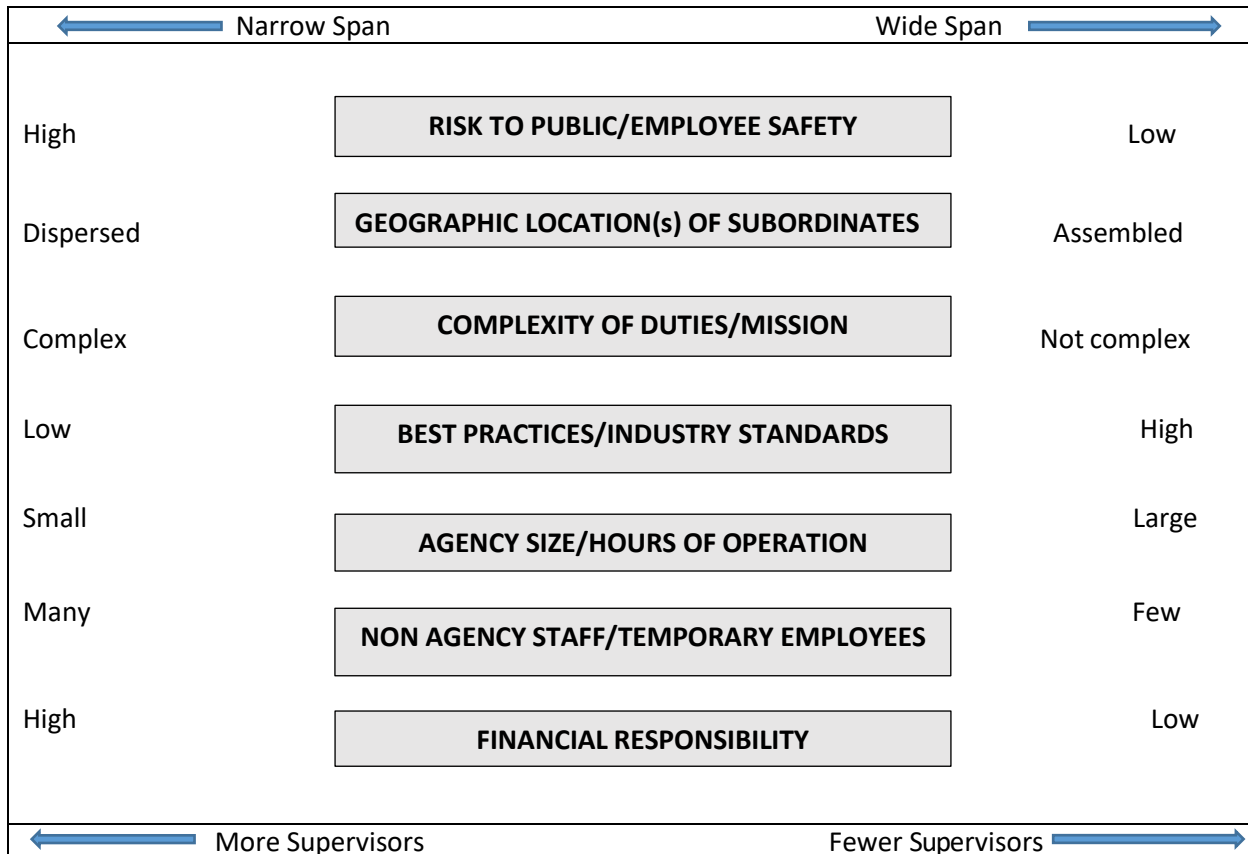 Narrow Span Wide Span
High RISK TO PUBLIC/EMPLOYEE SAFETY Low
Dispersed GEOGRAPHIC LOCATION(s) OF SUBORDINATES Assembled
Complex COMPLEXITY OF DUTIES/MISSION Not complex
Low BEST PRACTICES/INDUSTRY STANDARDS High
Small AGENCY SIZE/HOURS OF OPERATION Large
Many NON AGENCY STAFF/TEMPORARY EMPLOYEES Few
High FINANCIAL RESPONSIBILITY Low
More Supervisors Fewer Supervisors